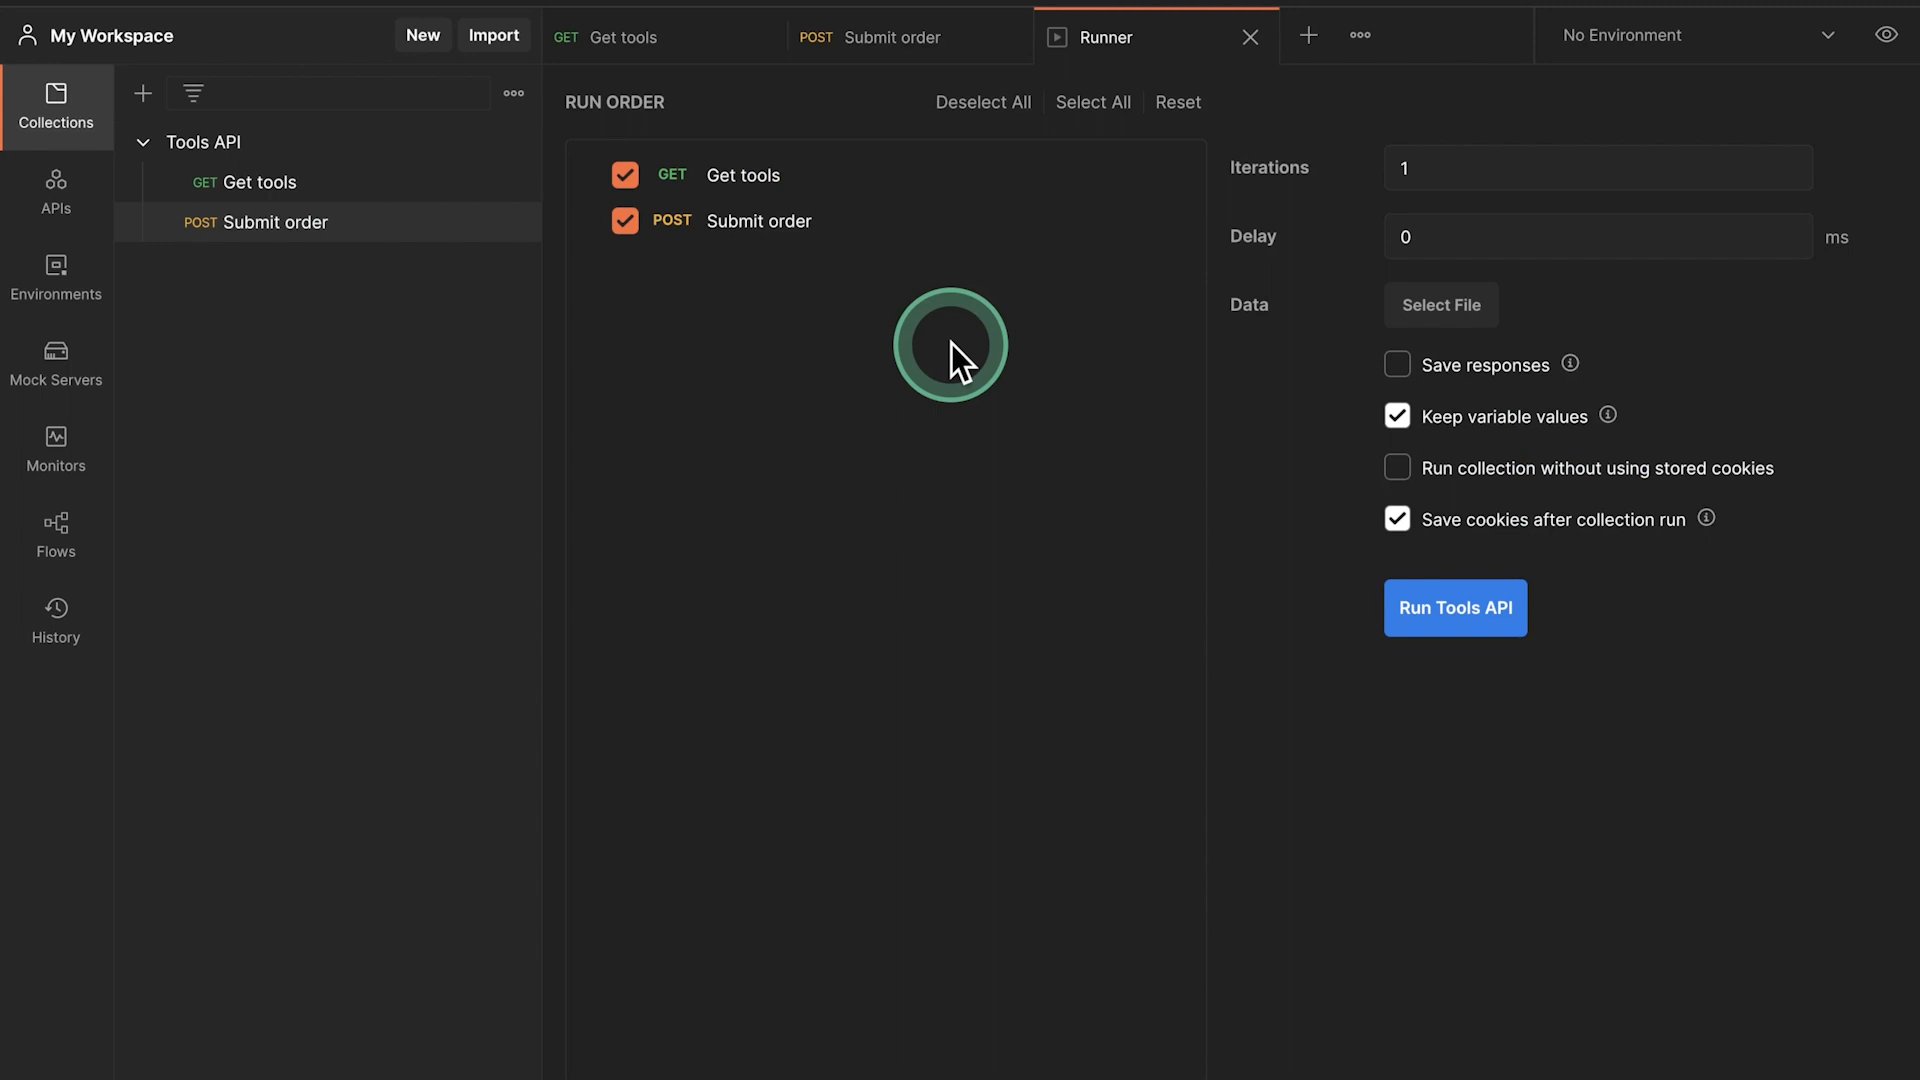 My Workspace
New
Import
GET Get tools
POST Submit order
Runner
No Environment
Collections
APIs
Environments
Mock Servers
Monitors
Flows
History
Tools API
GET Get tools
POST Submit order
RUN ORDER
Deselect All
Select All
Reset
GET Get tools
POST Submit order
Iterations 1
Delay 0 ms
Data Select File
Save responses
Keep variable values
Run collection without using stored cookies
Save cookies after collection run
Run Tools API